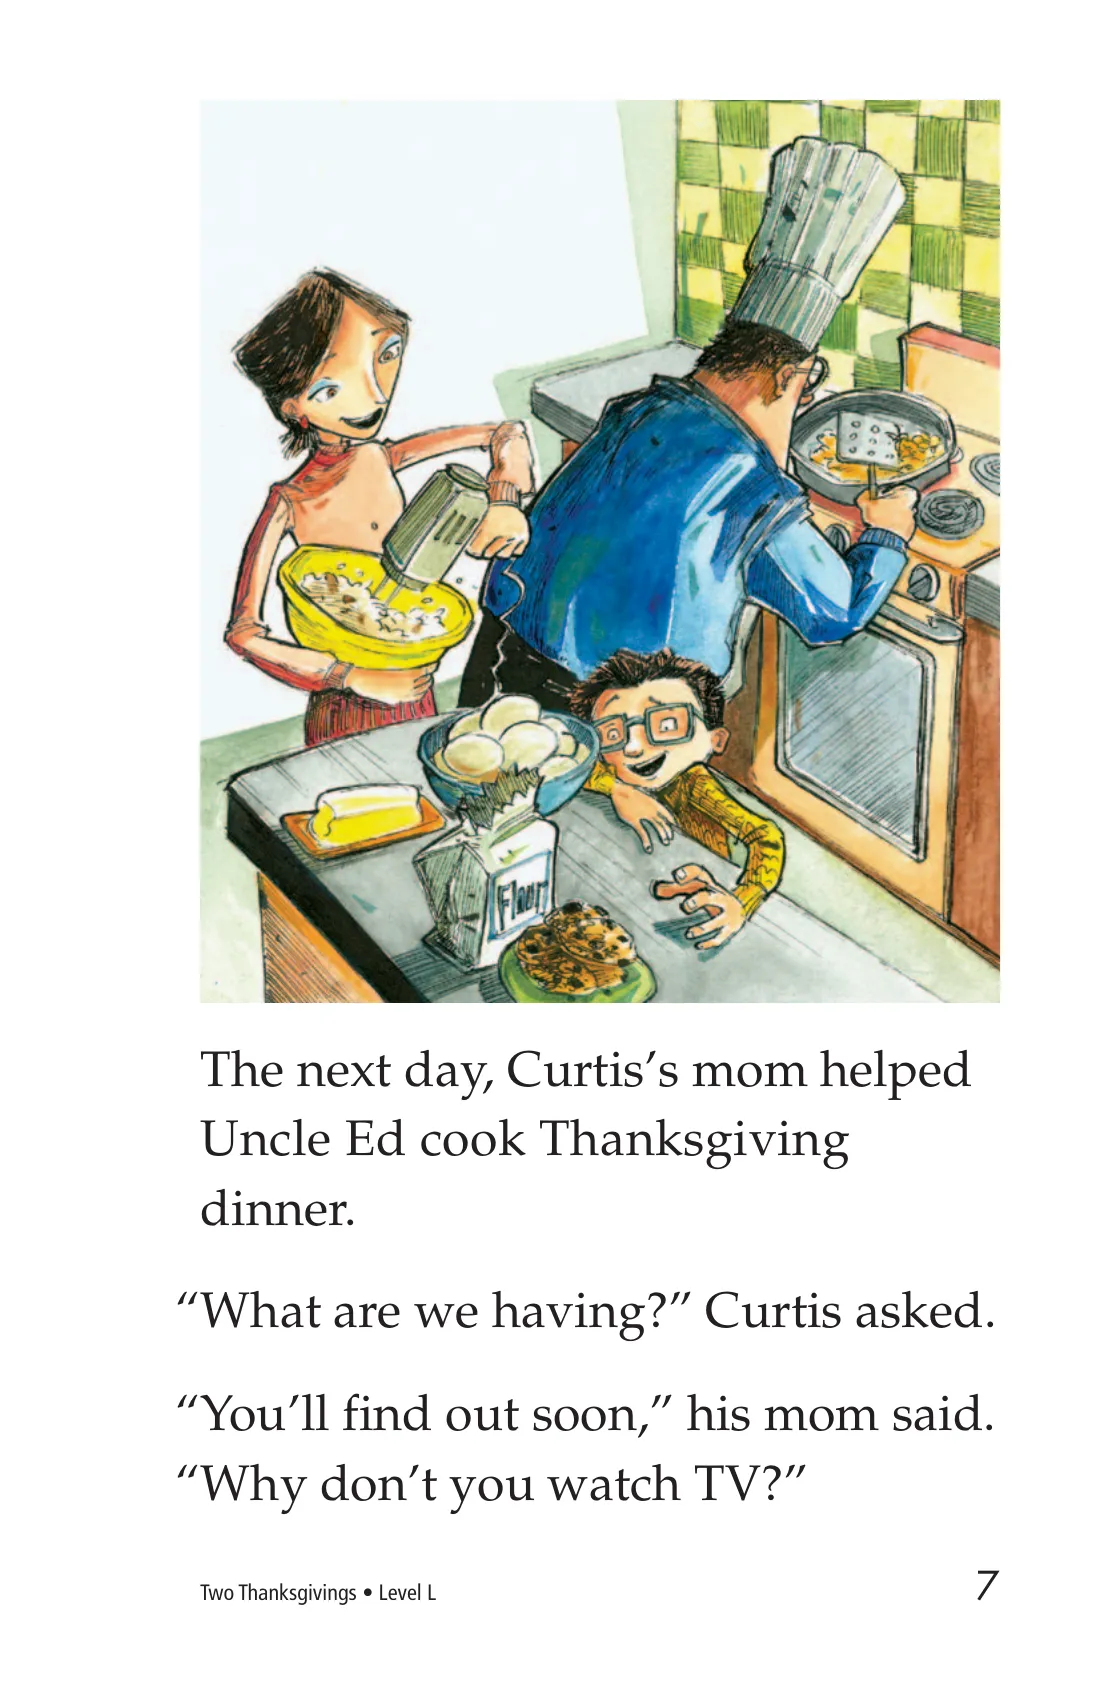 Flour
The next day, Curtis’s mom helped
Uncle Ed cook Thanksgiving
dinner.
“What are we having?” Curtis asked.
“You’ll find out soon,” his mom said.
“Why don’t you watch TV?”
Two Thanksgivings • Level L
7